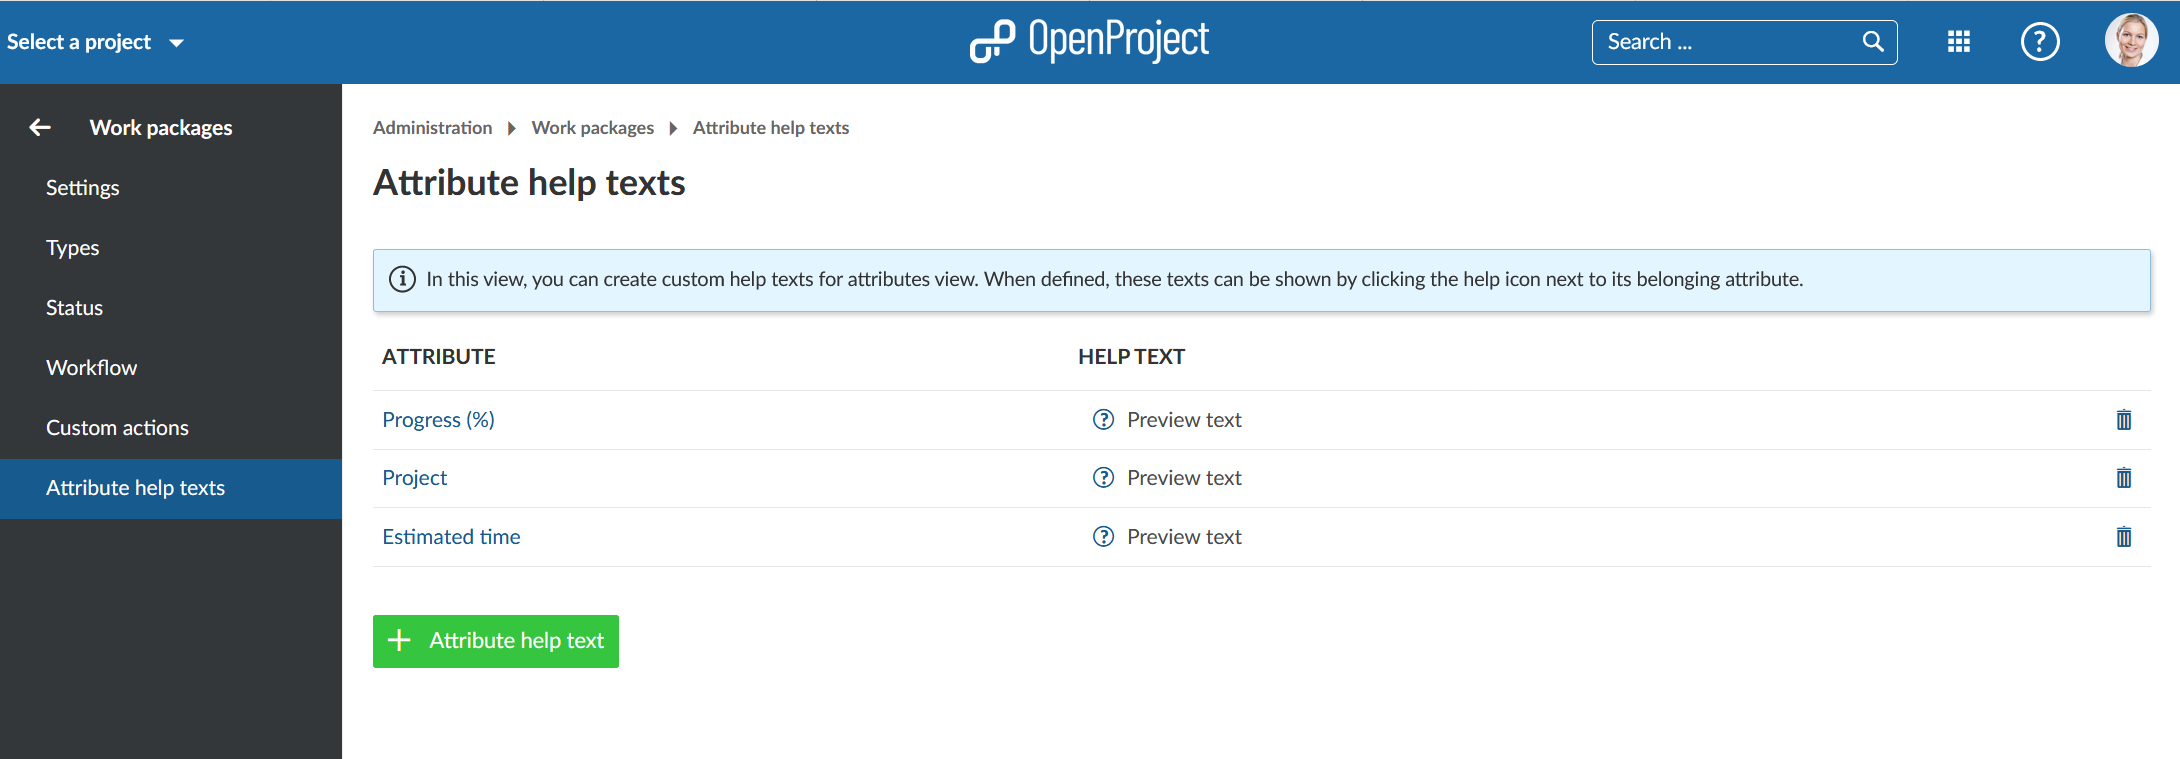 Select a project
OpenProject
Search ...
Work packages
Settings
Types
Status
Workflow
Custom actions
Attribute help texts
Administration Work packages Attribute help texts
Attribute help texts
In this view, you can create custom help texts for attributes view. When defined, these texts can be shown by clicking the help icon next to its belonging attribute.
ATTRIBUTE HELP TEXT
Progress (%) ? Preview text
Project ? Preview text
Estimated time ? Preview text
+ Attribute help text